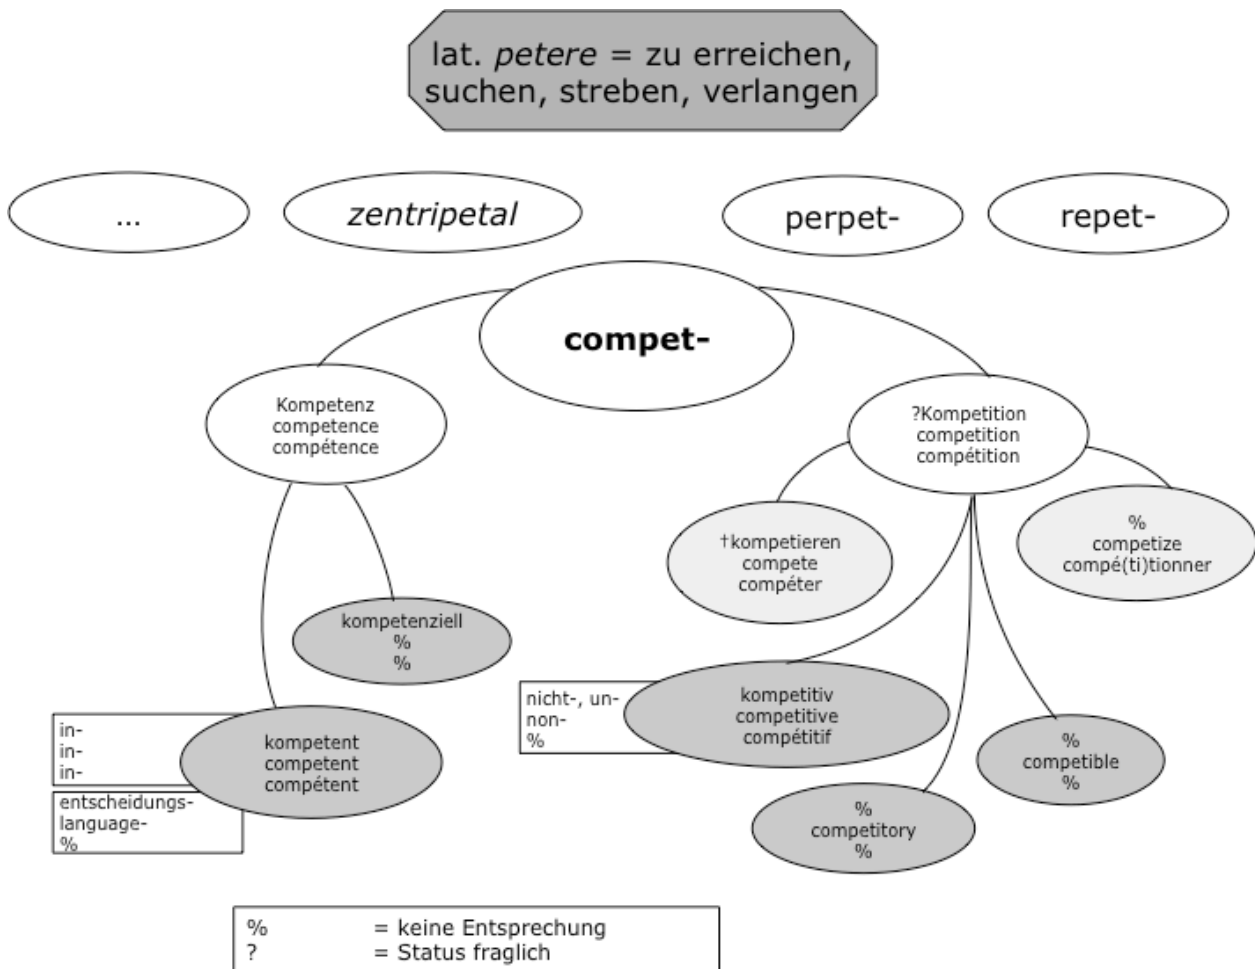 lat. petere = zu erreichen,
suchen, streben, verlangen
...
zentripetal
perpet-
repet-
compet-
Kompetenz
competence
compétence
?Kompetition
competition
compétition
†kompetieren
compete
compéter
%
competize
compé(ti)tionner
kompetenziell
%
%
nicht-, un-
non-
%
kompetitiv
competitive
compétitif
in-
in-
in-
kompetent
competent
compétent
entscheidungs-
language-
%
%
competible
%
%
competitory
%
% = keine Entsprechung
? = Status fraglich